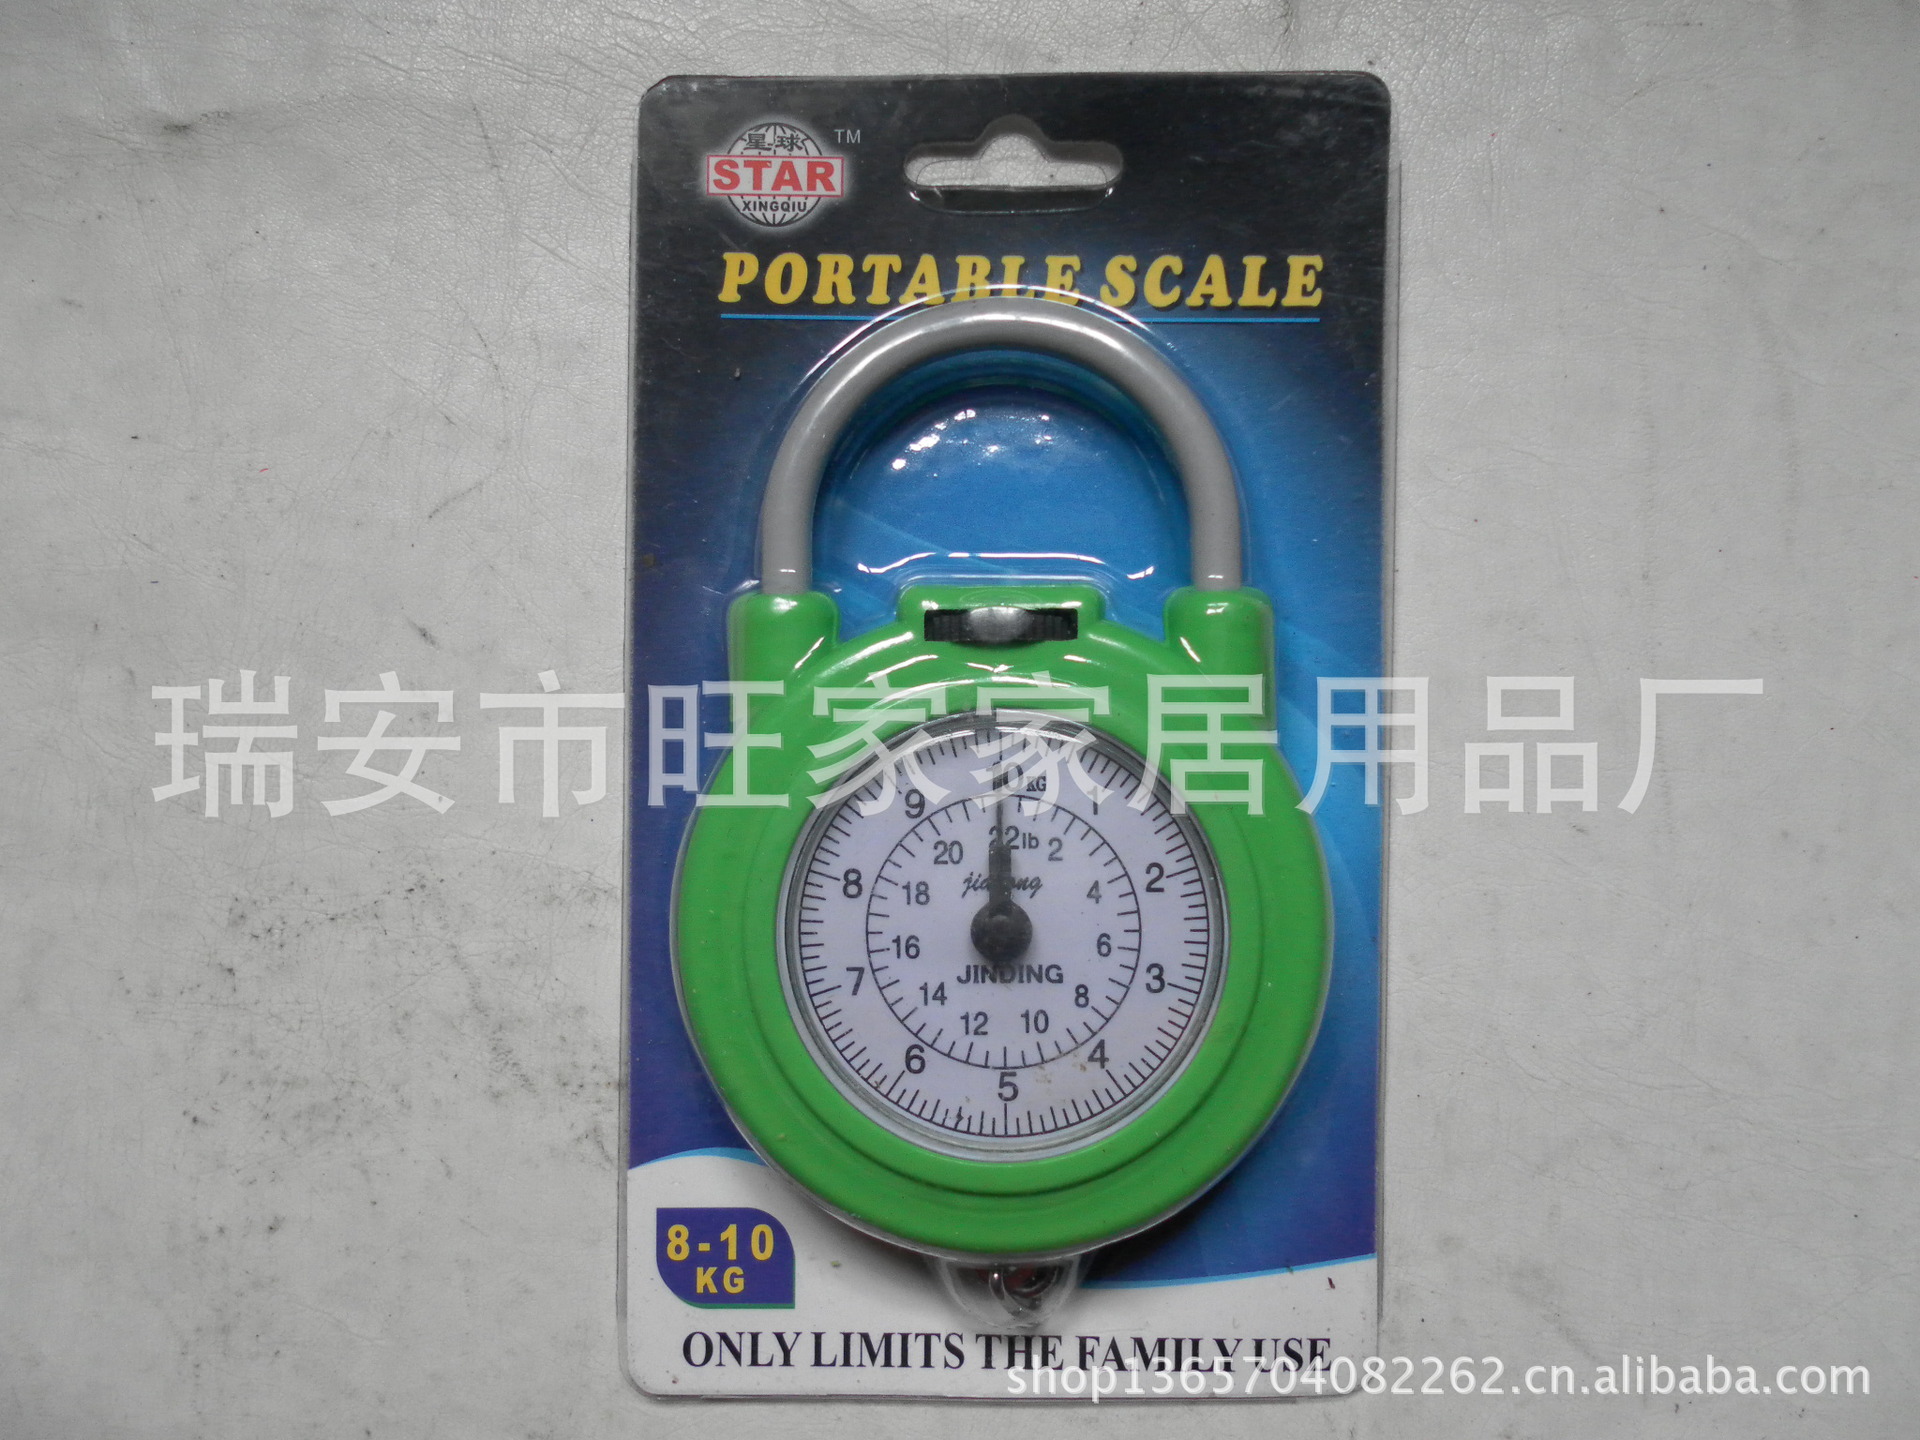 星球
STAR
XINGQIU
TM
PORTABLE SCALE
瑞安市旺家家居用品厂
10KG
9 1
22lb
20 2
8 2
18 4
16 6
JINDING
7 3
14 8
12 10
6 4
5
8-10
KG
ONLY LIMITS THE FAMILY USE
shop1365704082262.cn.alibaba.com